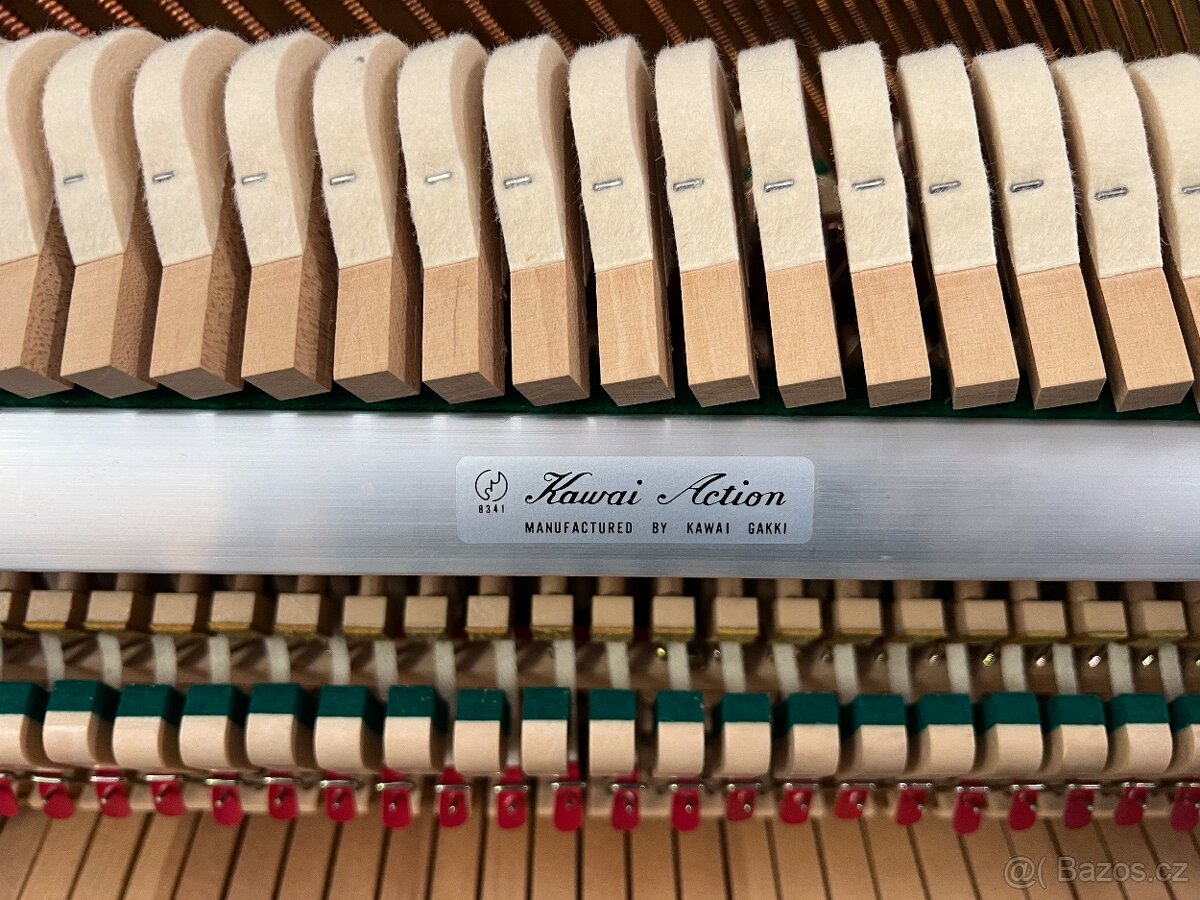 Kawai Action
8341
MANUFACTURED BY KAWAI GAKKI
@( Bazos.cz